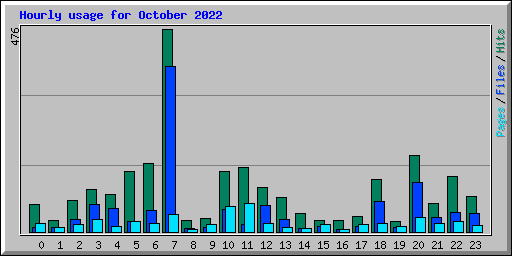 Hourly usage for October 2022
476
Pages/Files/Hits
0 1 2 3 4 5 6 7 8 9 10 11 12 13 14 15 16 17 18 19 20 21 22 23